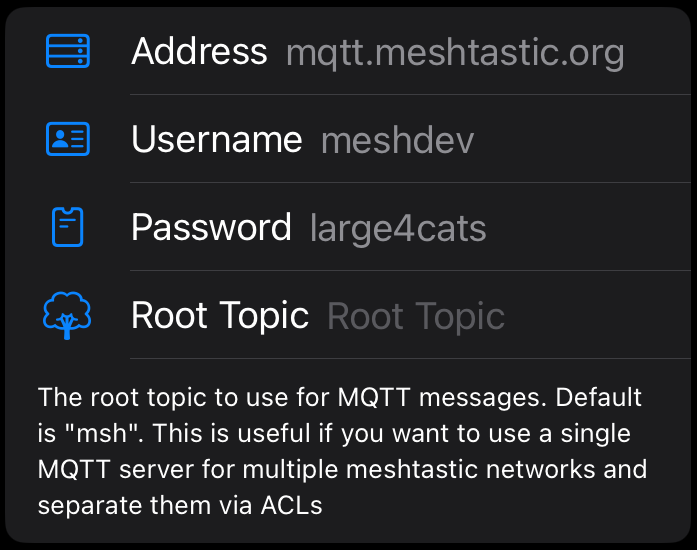 Address mqtt.meshtastic.org
Username meshdev
Password large4cats
Root Topic Root Topic
The root topic to use for MQTT messages. Default
is "msh". This is useful if you want to use a single
MQTT server for multiple meshtastic networks and
separate them via ACLs